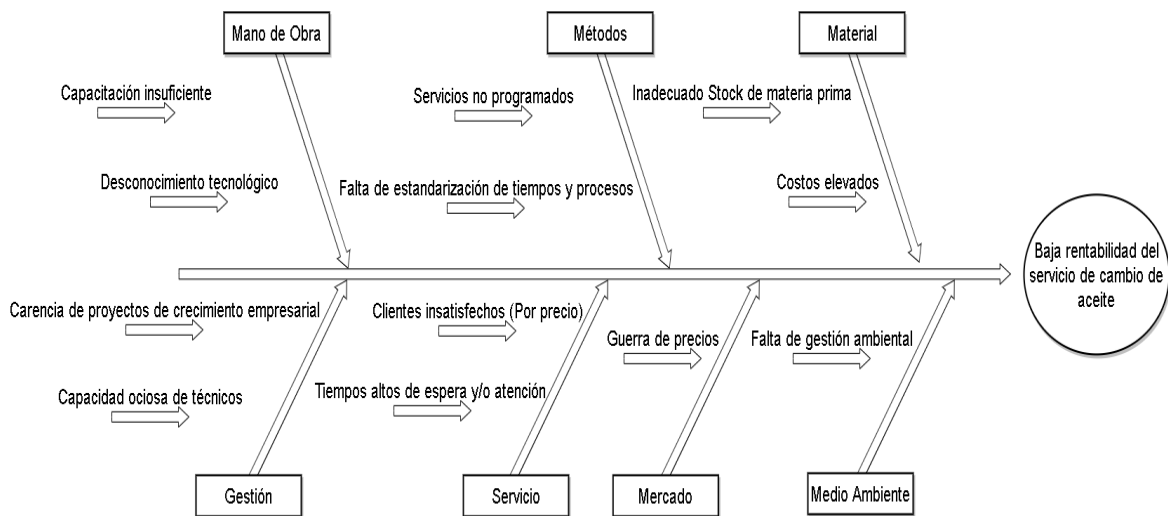 Mano de Obra
Métodos
Material
Capacitación insuficiente
Servicios no programados
Inadecuado Stock de materia prima
Desconocimiento tecnológico
Falta de estandarización de tiempos y procesos
Costos elevados
Baja rentabilidad del
servicio de cambio de
aceite
Carencia de proyectos de crecimiento empresarial
Clientes insatisfechos (Por precio)
Guerra de precios
Falta de gestión ambiental
Capacidad ociosa de técnicos
Tiempos altos de espera y/o atención
Gestión
Servicio
Mercado
Medio Ambiente